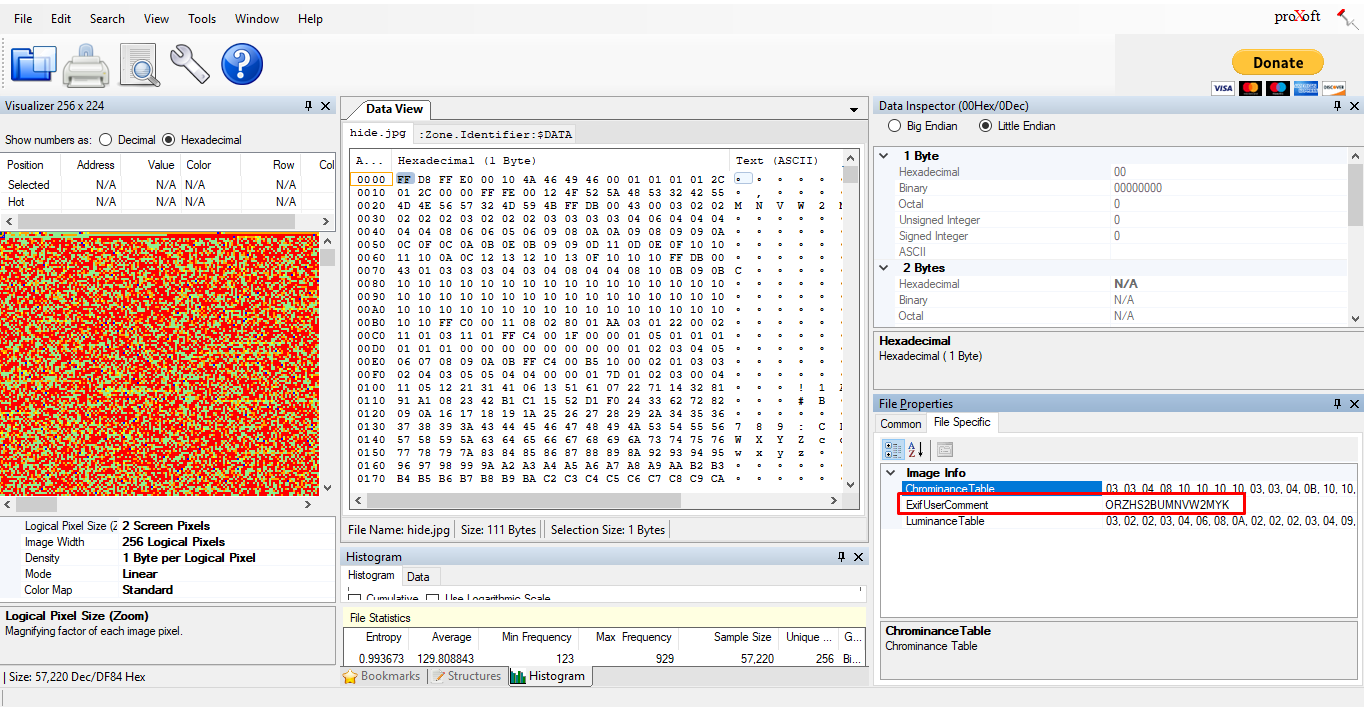 File Edit Search View Tools Window Help
proXoft
Donate
VISA
DISCOVER
Visualizer 256 x 224
Show numbers as: Decimal Hexadecimal
Position Address Value Color Row Col
Selected N/A N/A N/A N/A
Hot N/A N/A N/A N/A
Logical Pixel Size (Z 2 Screen Pixels
Image Width 256 Logical Pixels
Density 1 Byte per Logical Pixel
Mode Linear
Color Map Standard
Logical Pixel Size (Zoom)
Magnifying factor of each image pixel.
Size: 57,220 Dec/DF84 Hex
Data View
hide.jpg :Zone.Identifier:$DATA
A... Hexadecimal (1 Byte) Text (ASCII)
0000 FF D8 FF E0 00 10 4A 46 49 46 00 01 01 01 01 2C
0010 01 2C 00 00 FF FE 00 12 4F 52 5A 48 53 32 42 55 , .
0020 4D 4E 56 57 32 4D 59 4B FF DB 00 43 00 03 02 02 M N V W 2
0030 02 02 02 03 02 02 02 03 03 03 03 04 06 04 04 04
0040 04 04 08 06 06 05 06 09 08 0A 0A 09 08 09 09 0A
0050 0C 0F 0C 0A 0B 0E 0B 09 09 0D 11 0D 0E 0F 10 10
0060 11 10 0A 0C 12 13 12 10 13 0F 10 10 10 FF DB 00
0070 43 01 03 03 03 04 03 04 08 04 04 08 10 0B 09 0B C
0080 10 10 10 10 10 10 10 10 10 10 10 10 10 10 10 10
0090 10 10 10 10 10 10 10 10 10 10 10 10 10 10 10 10
00A0 10 10 10 10 10 10 10 10 10 10 10 10 10 10 10 10
00B0 10 10 FF C0 00 11 08 02 80 01 AA 03 01 22 00 02
00C0 11 01 03 11 01 FF C4 00 1F 00 00 01 05 01 01 01
00D0 01 01 01 00 00 00 00 00 00 00 00 01 02 03 04 05
00E0 06 07 08 09 0A 0B FF C4 00 B5 10 00 02 01 03 03
00F0 02 04 03 05 05 04 04 00 00 01 7D 01 02 03 00 04
0100 11 05 12 21 31 41 06 13 51 61 07 22 71 14 32 81 ! 1
0110 91 A1 08 23 42 B1 C1 15 52 D1 F0 24 33 62 72 82 # B
0120 09 0A 16 17 18 19 1A 25 26 27 28 29 2A 34 35 36
0130 37 38 39 3A 43 44 45 46 47 48 49 4A 53 54 55 56 7 8 9 : C
0140 57 58 59 5A 63 64 65 66 67 68 69 6A 73 74 75 76 W X Y Z c
0150 77 78 79 7A 83 84 85 86 87 88 89 8A 92 93 94 95 w x y z
0160 96 97 98 99 9A A2 A3 A4 A5 A6 A7 A8 A9 AA B2 B3
0170 B4 B5 B6 B7 B8 B9 BA C2 C3 C4 C5 C6 C7 C8 C9 CA
File Name: hide.jpg Size: 111 Bytes Selection Size: 1 Bytes
Histogram
Histogram Data
Cumulative Use Logarithmic Scale
File Statistics
Entropy Average Min Frequency Max Frequency Sample Size Unique ... G...
0.993673 129.808843 123 929 57,220 256 Bi...
Bookmarks Structures Histogram
Data Inspector (00Hex/0Dec)
Big Endian Little Endian
1 Byte
Hexadecimal 00
Binary 00000000
Octal 0
Unsigned Integer 0
Signed Integer 0
ASCII
2 Bytes
Hexadecimal N/A
Binary N/A
Octal N/A
Hexadecimal
Hexadecimal ( 1 Byte)
File Properties
Common File Specific
Image Info
ChrominanceTable 03, 03, 04, 08, 10, 10, 10, 10, 03, 03, 04, 0B, 10, 10,
ExifUserComment ORZHS2BUMNVW2MYK
LuminanceTable 03, 02, 02, 03, 04, 06, 08, 0A, 02, 02, 02, 03, 04, 09,
ChrominanceTable
Chrominance Table